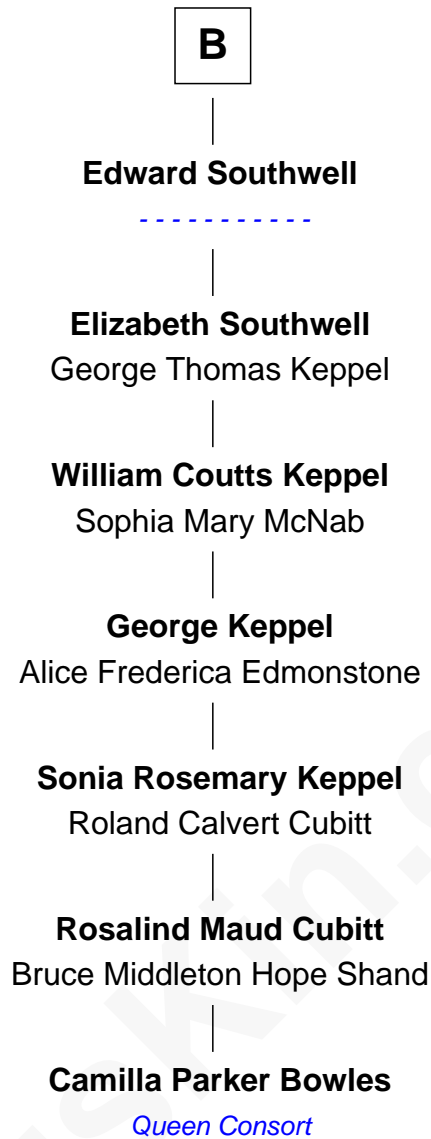 B
Edward Southwell
- - - - - - - - - - -
Elizabeth Southwell
George Thomas Keppel
William Coutts Keppel
Sophia Mary McNab
George Keppel
Alice Frederica Edmonstone
Sonia Rosemary Keppel
Roland Calvert Cubitt
Rosalind Maud Cubitt
Bruce Middleton Hope Shand
Camilla Parker Bowles
Queen Consort